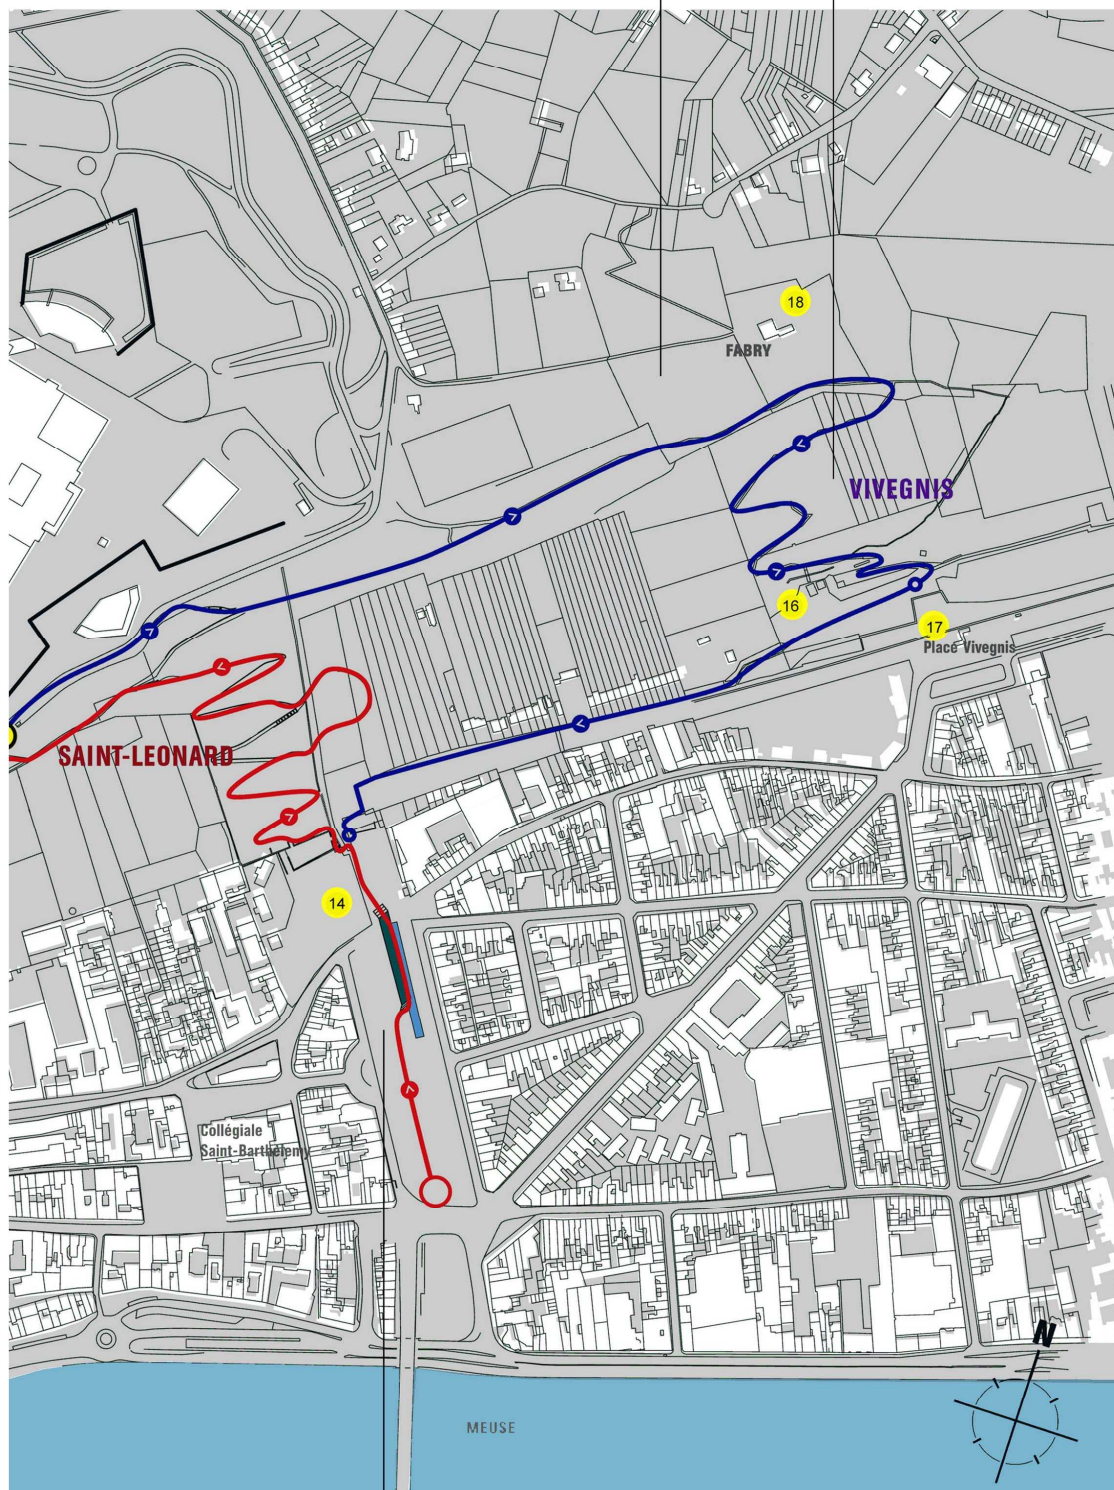 18
FABRY
VIVEGNIS
16
17
Place Vivegnis
SAINT-LEONARD
14
Collégiale
Saint-Barthélemy
N
MEUSE